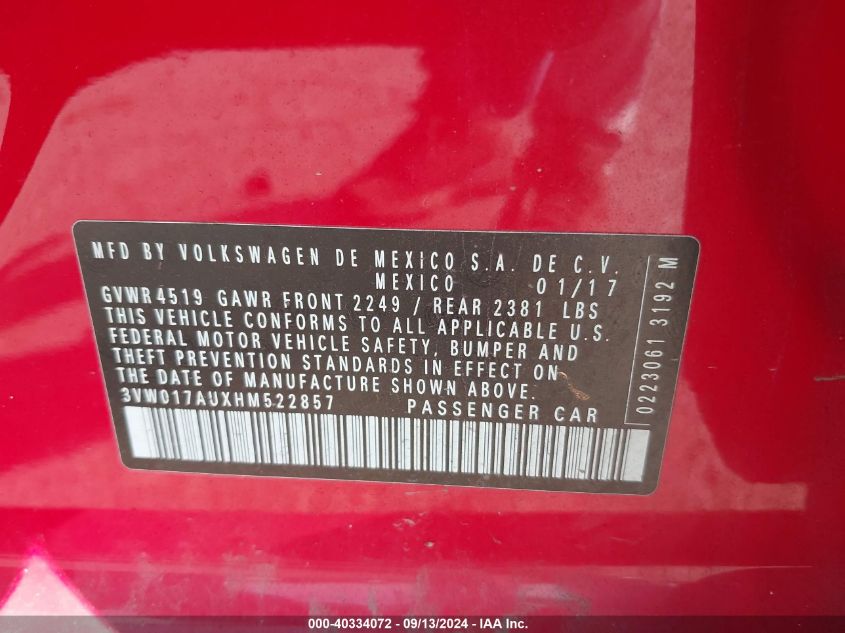 MFD BY VOLKSWAGEN DE MEXICO S.A. DE C.V.
MEXICO 01/17
GVWR 4519 GAWR FRONT 2249 / REAR 2381 LBS
THIS VEHICLE CONFORMS TO ALL APPLICABLE U.S.
FEDERAL MOTOR VEHICLE SAFETY, BUMPER AND
THEFT PREVENTION STANDARDS IN EFFECT ON
THE DATE OF MANUFACTURE SHOWN ABOVE.
3VW017AUXHM522857 PASSENGER CAR
0223061 3192 M
000-40334072 - 09/13/2024 - IAA Inc.